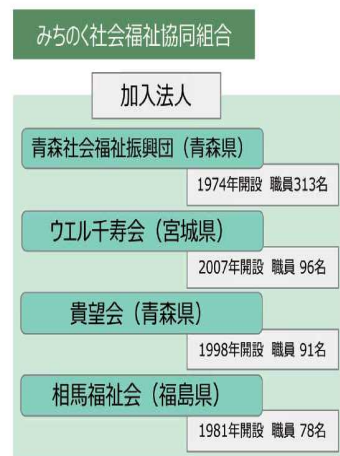 みちのく社会福祉協同組合
加入法人
青森社会福祉振興団（青森県）
1974年開設 職員313名
ウエル千寿会（宮城県）
2007年開設 職員 96名
貴望会（青森県）
1998年開設 職員 91名
相馬福祉会（福島県）
1981年開設 職員 78名